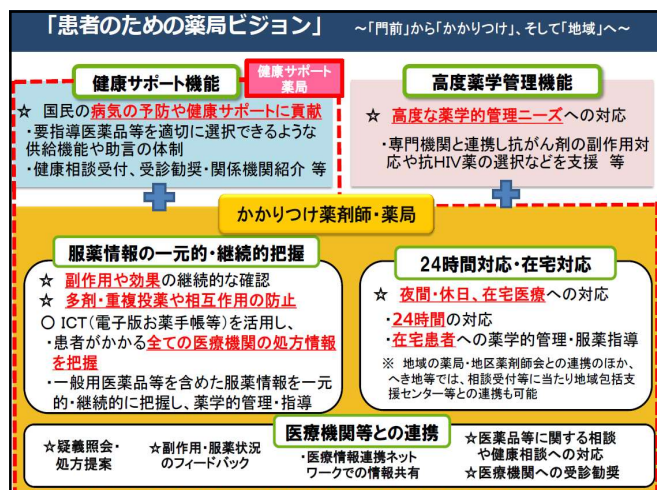 「患者のための薬局ビジョン」 ～「門前」から「かかりつけ」、そして「地域」へ～
健康サポート機能
健康サポート
薬局
☆ 国民の病気の予防や健康サポートに貢献
・要指導医薬品等を適切に選択できるような
供給機能や助言の体制
・健康相談受付、受診勧奨・関係機関紹介 等
高度薬学管理機能
☆ 高度な薬学的管理ニーズへの対応
・専門機関と連携し抗がん剤の副作用対
応や抗HIV薬の選択などを支援 等
かかりつけ薬剤師・薬局
服薬情報の一元的・継続的把握
☆ 副作用や効果の継続的な確認
☆ 多剤・重複投薬や相互作用の防止
○ ICT(電子版お薬手帳等)を活用し、
・患者がかかる全ての医療機関の処方情報
を把握
・一般用医薬品等を含めた服薬情報を一元
的・継続的に把握し、薬学的管理・指導
24時間対応・在宅対応
☆ 夜間・休日、在宅医療への対応
・24時間の対応
・在宅患者への薬学的管理・服薬指導
※ 地域の薬局・地区薬剤師会との連携のほか、
へき地等では、相談受付等に当たり地域包括支
援センター等との連携も可能
医療機関等との連携
☆疑義照会・
処方提案
☆副作用・服薬状況
のフィードバック
・医療情報連携ネット
ワークでの情報共有
☆医薬品等に関する相談
や健康相談への対応
☆医療機関への受診勧奨